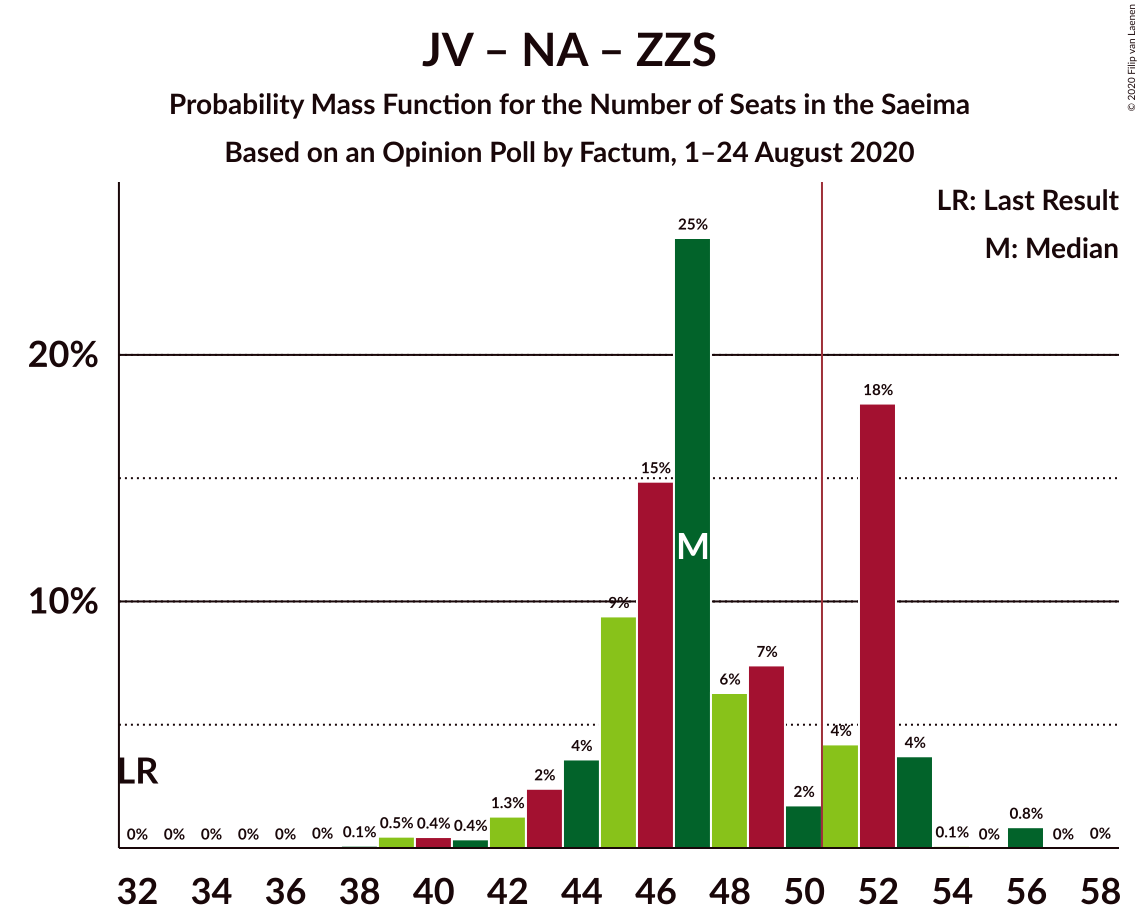 JV – NA – ZZS
Probability Mass Function for the Number of Seats in the Saeima
Based on an Opinion Poll by Factum, 1–24 August 2020
© 2020 Filip van Laenen
LR: Last Result
M: Median
20%
10%
LR
M
0% 0% 0% 0% 0% 0% 0.1% 0.5% 0.4% 0.4% 1.3% 2% 4% 9% 15% 25% 6% 7% 2% 4% 18% 4% 0.1% 0% 0.8% 0% 0%
32 34 36 38 40 42 44 46 48 50 52 54 56 58